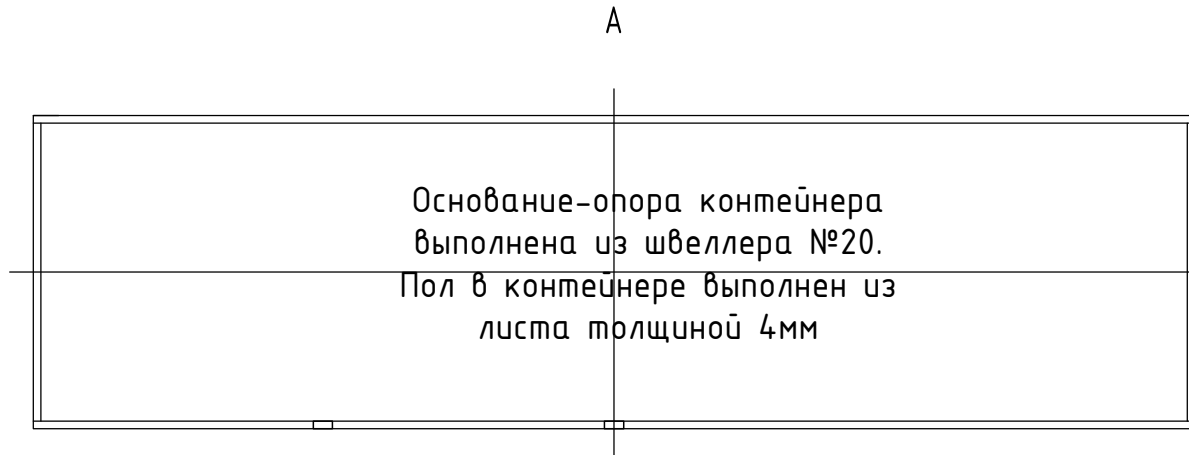 А
Основание-опора контейнера
выполнена из швеллера №20.
Пол в контейнере выполнен из
листа толщиной 4мм